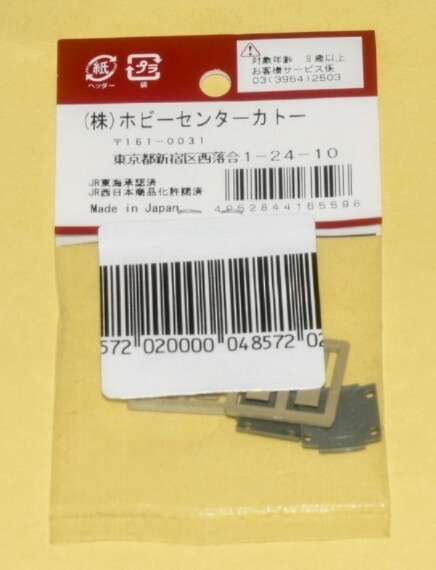 紙
ヘッダー
プラ
袋
対象年齢 8歳以上
お客様サービス係
03(3954)2503
(株)ホビーセンターカトー
〒161-0031
東京都新宿区西落合1-24-10
JR東海承認済
JR西日本商品化許諾済
Made in Japan
4952844165598
572 020000 048572 02